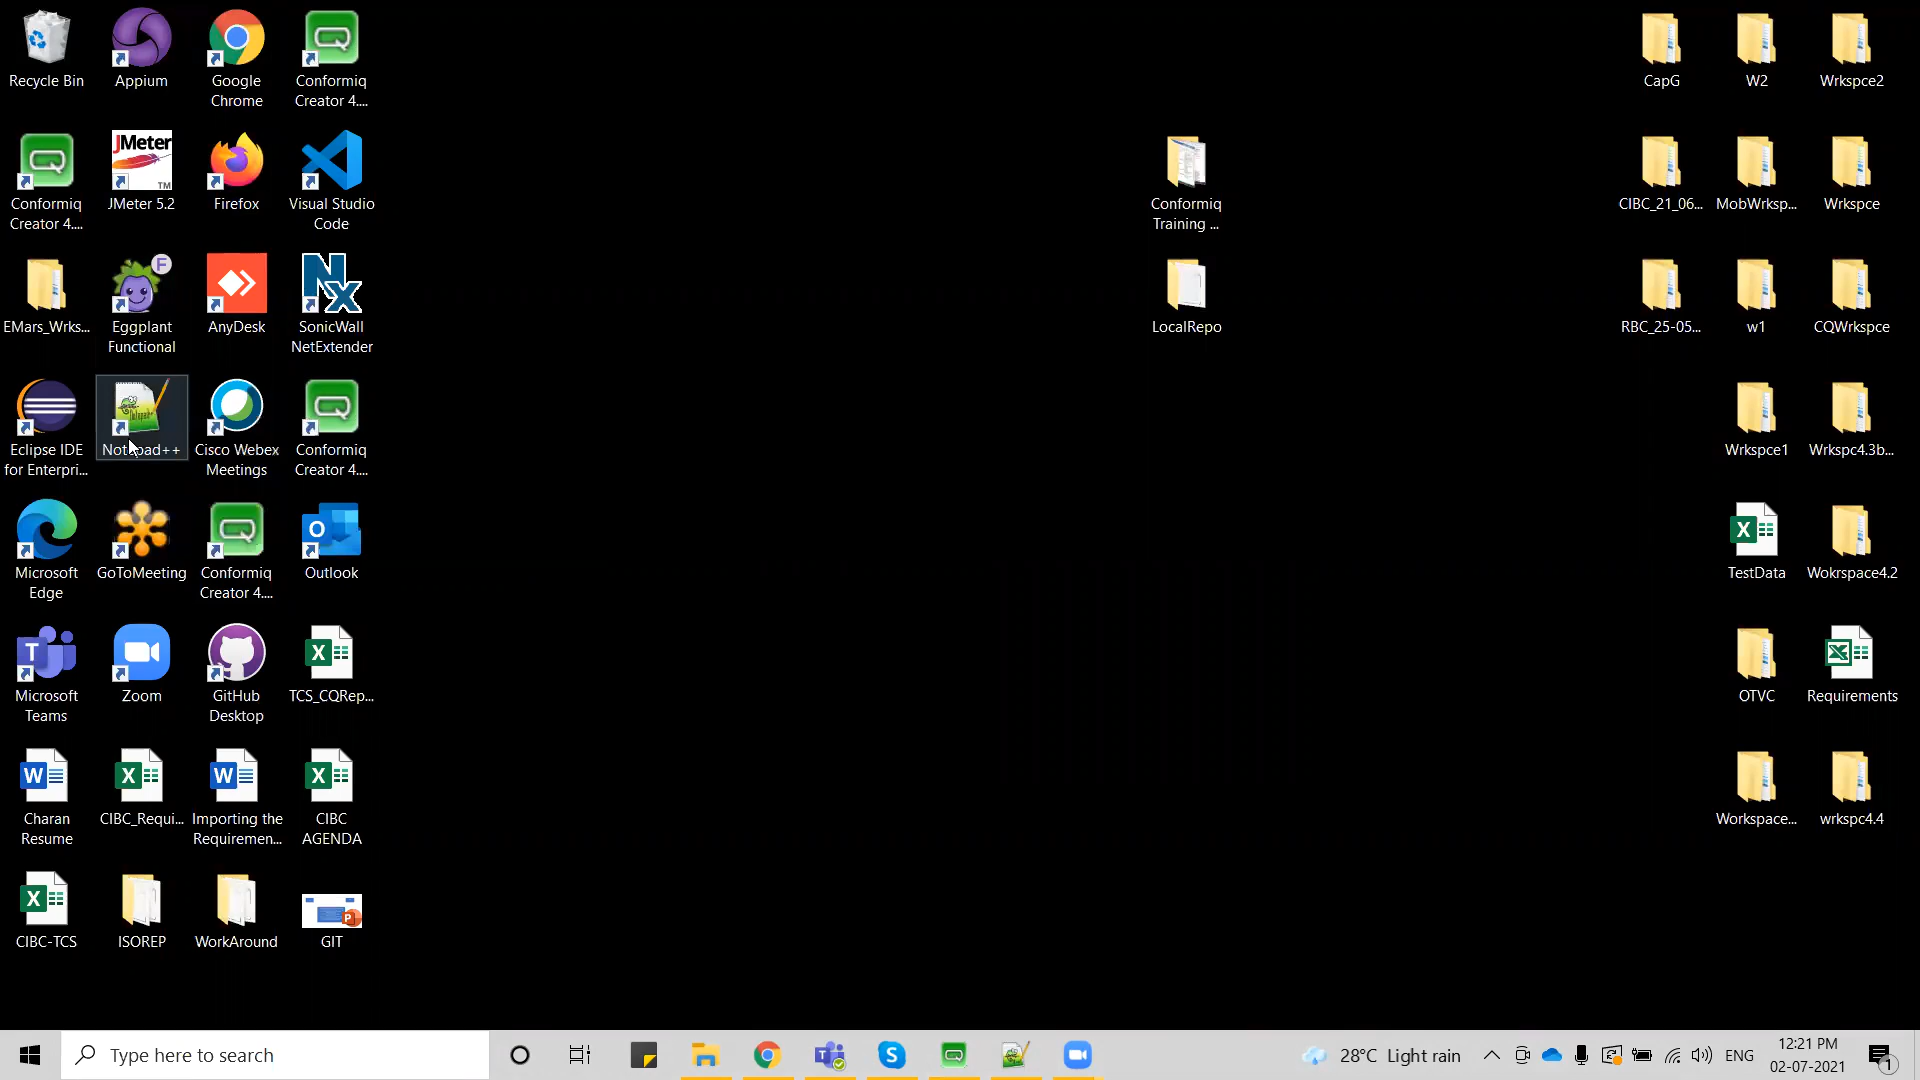 Recycle Bin
Appium
Google
Chrome
Conformiq
Creator 4....
CapG
W2
Wrkspce2
Conformiq
Creator 4....
JMeter
TM
JMeter 5.2
Firefox
Visual Studio
Code
Conformiq
Training ...
CIBC_21_06...
MobWrksp...
Wrkspce
EMars_Wrks...
F
Eggplant
Functional
AnyDesk
SonicWall
NetExtender
LocalRepo
RBC_25-05...
w1
CQWrkspce
Eclipse IDE
for Enterpri...
Notepad++
Cisco Webex
Meetings
Conformiq
Creator 4....
Wrkspce1
Wrkspc4.3b...
Microsoft
Edge
GoToMeeting
Conformiq
Creator 4....
Outlook
TestData
Wokrspace4.2
Microsoft
Teams
Zoom
GitHub
Desktop
TCS_CQRep...
OTVC
Requirements
Charan
Resume
CIBC_Requi...
Importing the
Requiremen...
CIBC
AGENDA
Workspace...
wrkspc4.4
CIBC-TCS
ISOREP
WorkAround
GIT
Type here to search
28°C Light rain
ENG
12:21 PM
02-07-2021
1